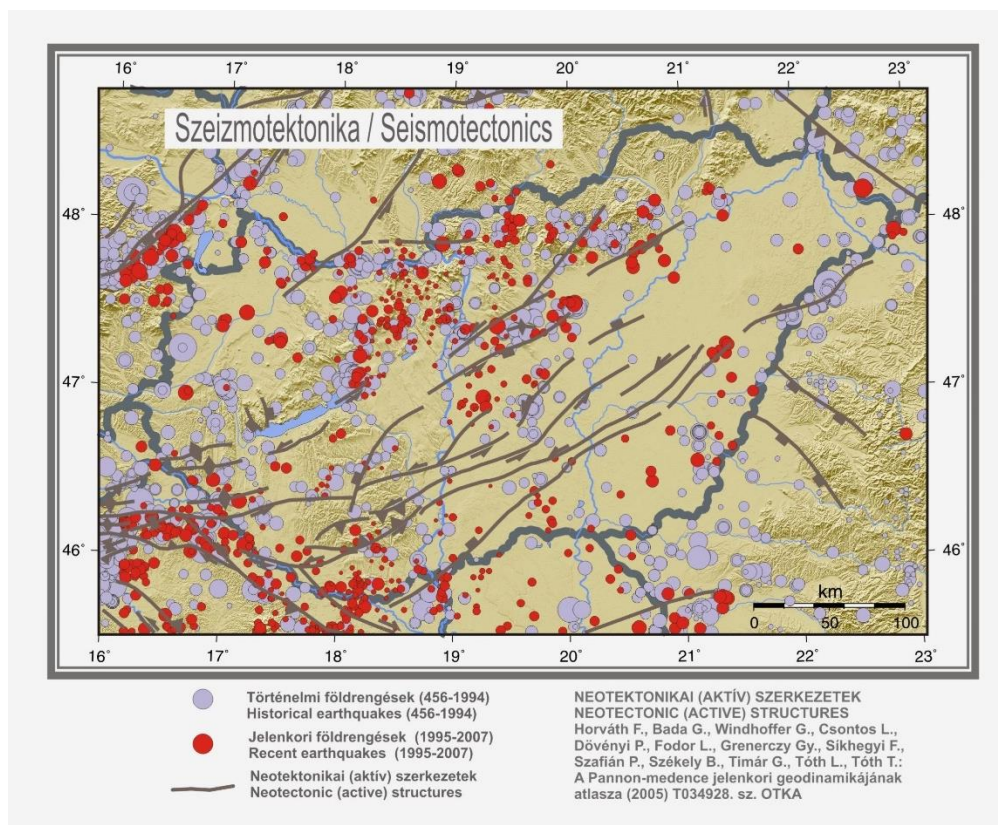 16° 17° 18° 19° 20° 21° 22° 23°
Szeizmotektonika / Seismotectonics
48° 48°
47° 47°
46° 46°
km
0 50 100
16° 17° 18° 19° 20° 21° 22° 23°
Történelmi földrengések (456-1994)
Historical earthquakes (456-1994)
Jelenkori földrengések (1995-2007)
Recent earthquakes (1995-2007)
Neotektonikai (aktív) szerkezetek
Neotectonic (active) structures
NEOTEKTONIKAI (AKTÍV) SZERKEZETEK
NEOTECTONIC (ACTIVE) STRUCTURES
Horváth F., Bada G., Windhoffer G., Csontos L.,
Dövényi P., Fodor L., Grenerczy Gy., Síkhegyi F.,
Szafián P., Székely B., Timár G., Tóth L., Tóth T.:
A Pannon-medence jelenkori geodinamikájának
atlasza (2005) T034928. sz. OTKA